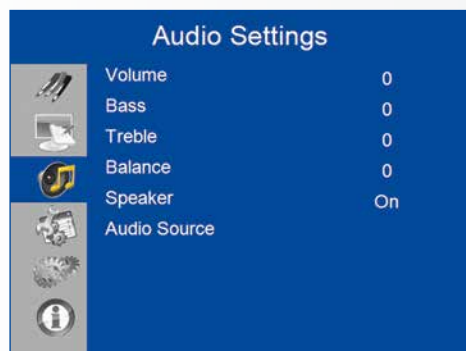 Audio Settings
Volume 0
Bass 0
Treble 0
Balance 0
Speaker On
Audio Source